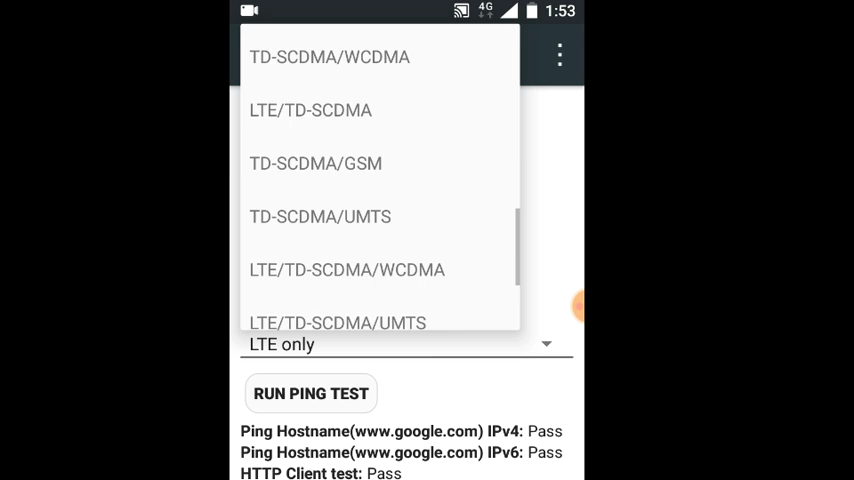 4G 1:53
TD-SCDMA/WCDMA
LTE/TD-SCDMA
TD-SCDMA/GSM
TD-SCDMA/UMTS
LTE/TD-SCDMA/WCDMA
LTE/TD-SCDMA/UMTS
LTE only
RUN PING TEST
Ping Hostname(www.google.com) IPv4: Pass
Ping Hostname(www.google.com) IPv6: Pass
HTTP Client test: Pass